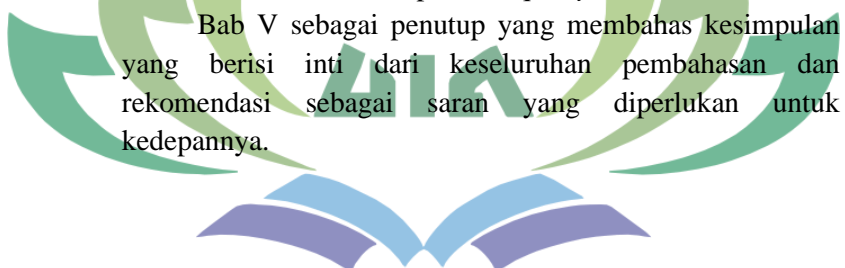 Bab V sebagai penutup yang membahas kesimpulan
yang berisi inti dari keseluruhan pembahasan dan
rekomendasi sebagai saran yang diperlukan untuk
kedepannya.